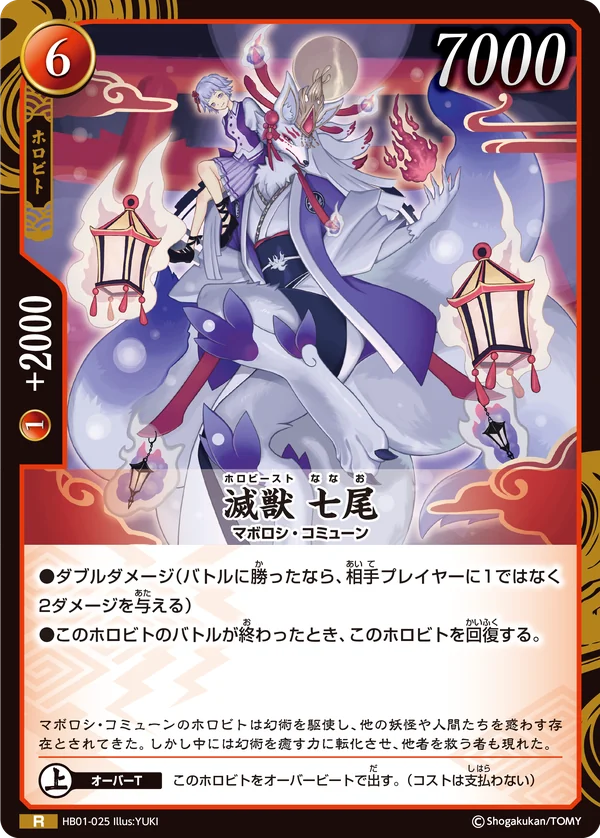 6
7000
ホロビト
+2000
1
ホロビースト ななお
滅獣 七尾
マボロシ・コミューン
●ダブルダメージ(バトルに勝ったなら、相手プレイヤーに1ではなく
2ダメージを与える)
●このホロビトのバトルが終わったとき、このホロビトを回復する。
マボロシ・コミューンのホロビトは幻術を駆使し、他の妖怪や人間たちを惑わす存
在とされてきた。しかし中には幻術を癒す力に転化させ、他者を救う者も現れた。
上 オーバーT このホロビトをオーバービートで出す。(コストは支払わない)
R HB01-025 Illus:YUKI ©Shogakukan/TOMY